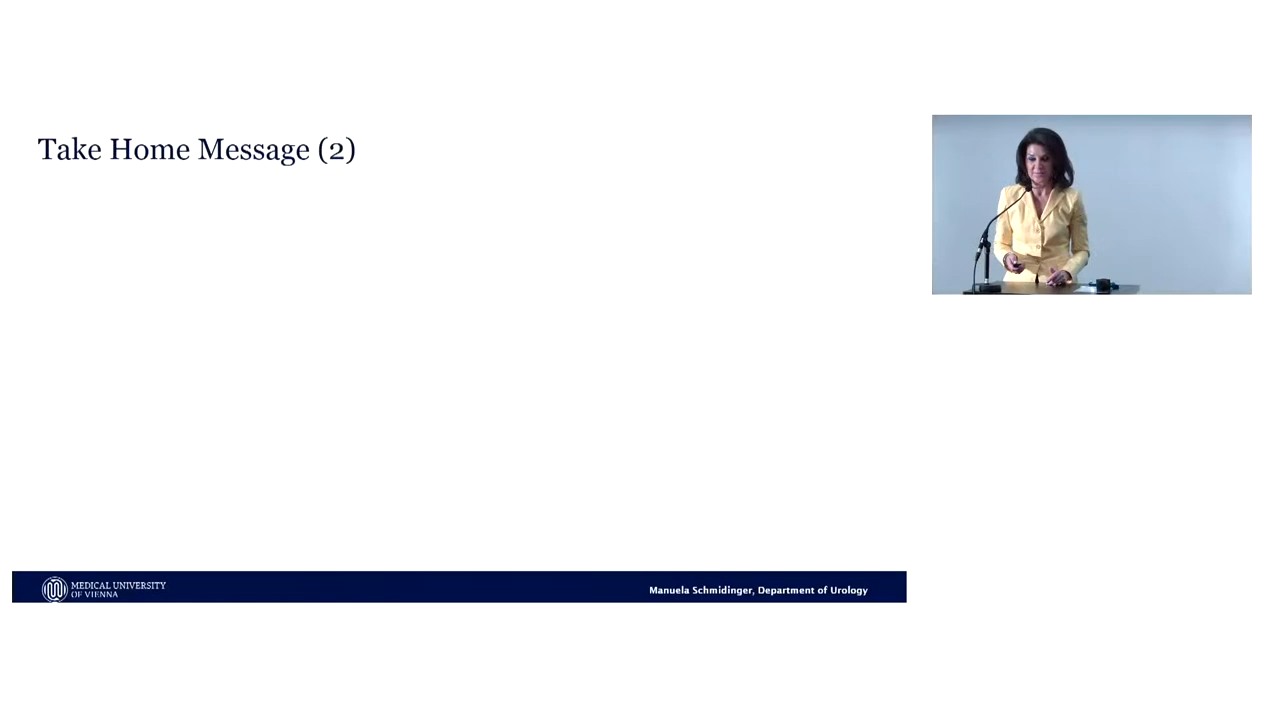 Take Home Message (2)
MEDICAL UNIVERSITY
OF VIENNA
Manuela Schmidinger, Department of Urology